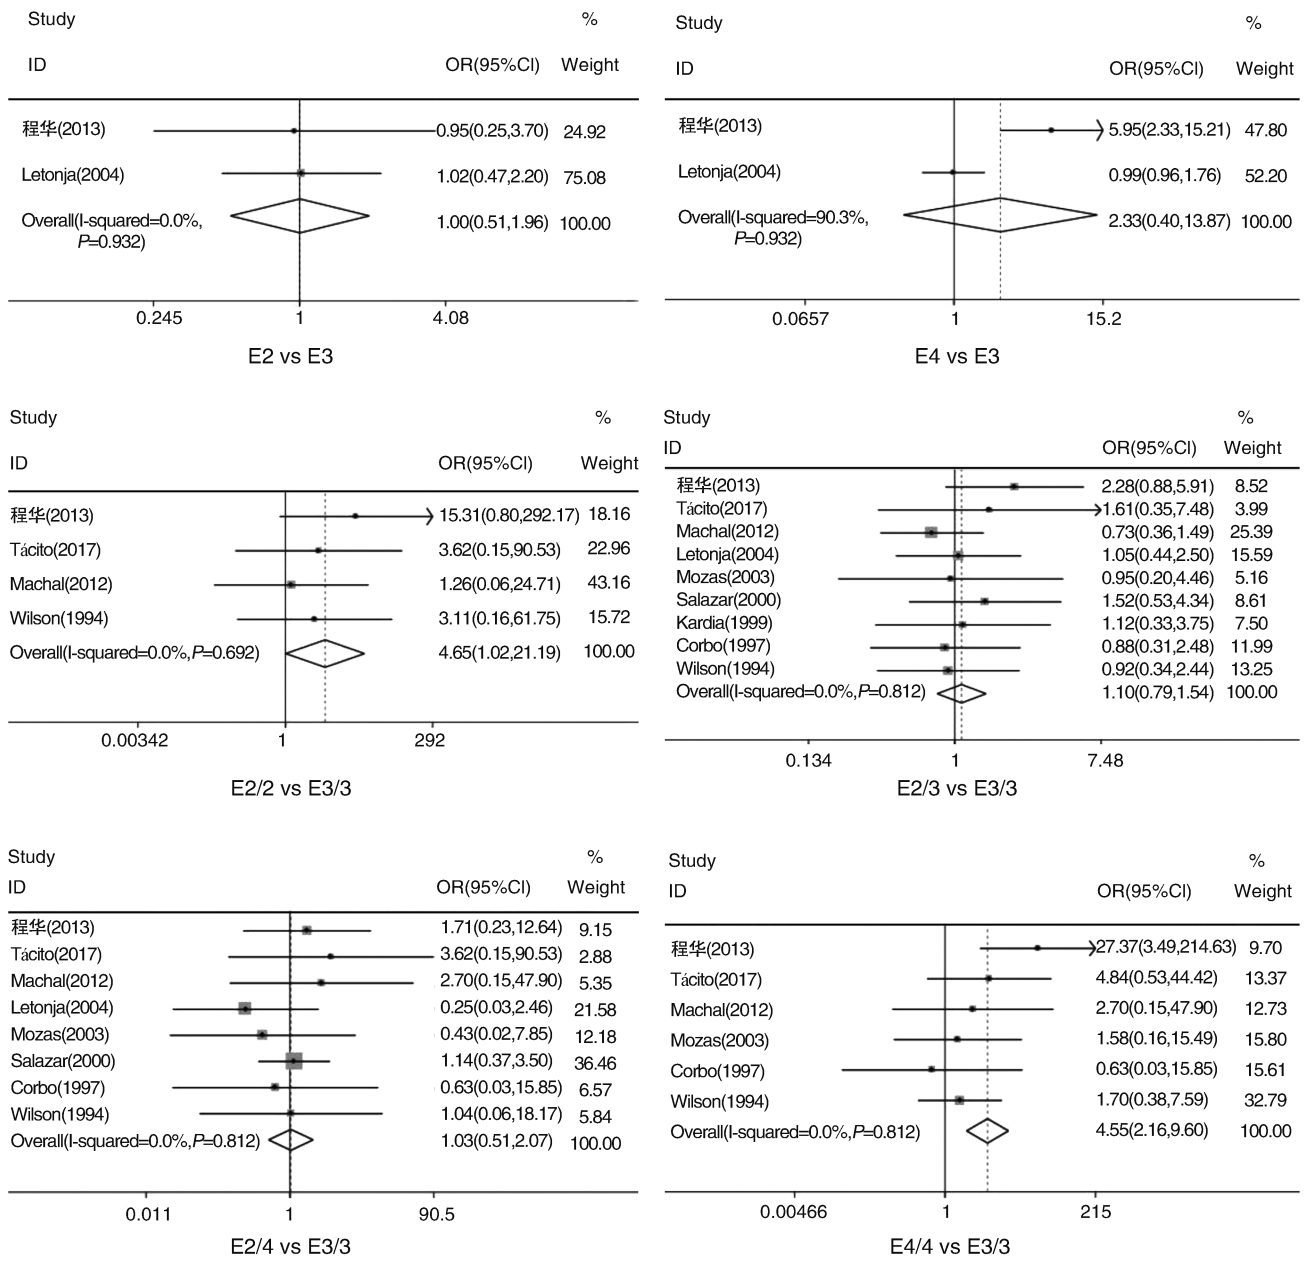 Study %
ID OR(95%CI) Weight
程华(2013) 0.95(0.25,3.70) 24.92
Letonja(2004) 1.02(0.47,2.20) 75.08
Overall(I-squared=0.0%, 1.00(0.51,1.96) 100.00
P=0.932)
0.245 1 4.08
E2 vs E3
Study %
ID OR(95%CI) Weight
程华(2013) 5.95(2.33,15.21) 47.80
Letonja(2004) 0.99(0.96,1.76) 52.20
Overall(I-squared=90.3%, 2.33(0.40,13.87) 100.00
P=0.932)
0.0657 1 15.2
E4 vs E3
Study %
ID OR(95%CI) Weight
程华(2013) 15.31(0.80,292.17) 18.16
Tácito(2017) 3.62(0.15,90.53) 22.96
Machal(2012) 1.26(0.06,24.71) 43.16
Wilson(1994) 3.11(0.16,61.75) 15.72
Overall(I-squared=0.0%,P=0.692) 4.65(1.02,21.19) 100.00
0.00342 1 292
E2/2 vs E3/3
Study %
ID OR(95%CI) Weight
程华(2013) 2.28(0.88,5.91) 8.52
Tácito(2017) 1.61(0.35,7.48) 3.99
Machal(2012) 0.73(0.36,1.49) 25.39
Letonja(2004) 1.05(0.44,2.50) 15.59
Mozas(2003) 0.95(0.20,4.46) 5.16
Salazar(2000) 1.52(0.53,4.34) 8.61
Kardia(1999) 1.12(0.33,3.75) 7.50
Corbo(1997) 0.88(0.31,2.48) 11.99
Wilson(1994) 0.92(0.34,2.44) 13.25
Overall(I-squared=0.0%,P=0.812) 1.10(0.79,1.54) 100.00
0.134 1 7.48
E2/3 vs E3/3
Study %
ID OR(95%CI) Weight
程华(2013) 1.71(0.23,12.64) 9.15
Tácito(2017) 3.62(0.15,90.53) 2.88
Machal(2012) 2.70(0.15,47.90) 5.35
Letonja(2004) 0.25(0.03,2.46) 21.58
Mozas(2003) 0.43(0.02,7.85) 12.18
Salazar(2000) 1.14(0.37,3.50) 36.46
Corbo(1997) 0.63(0.03,15.85) 6.57
Wilson(1994) 1.04(0.06,18.17) 5.84
Overall(I-squared=0.0%,P=0.812) 1.03(0.51,2.07) 100.00
0.011 1 90.5
E2/4 vs E3/3
Study %
ID OR(95%CI) Weight
程华(2013) 27.37(3.49,214.63) 9.70
Tácito(2017) 4.84(0.53,44.42) 13.37
Machal(2012) 2.70(0.15,47.90) 12.73
Mozas(2003) 1.58(0.16,15.49) 15.80
Corbo(1997) 0.63(0.03,15.85) 15.61
Wilson(1994) 1.70(0.38,7.59) 32.79
Overall(I-squared=0.0%,P=0.812) 4.55(2.16,9.60) 100.00
0.00466 1 215
E4/4 vs E3/3